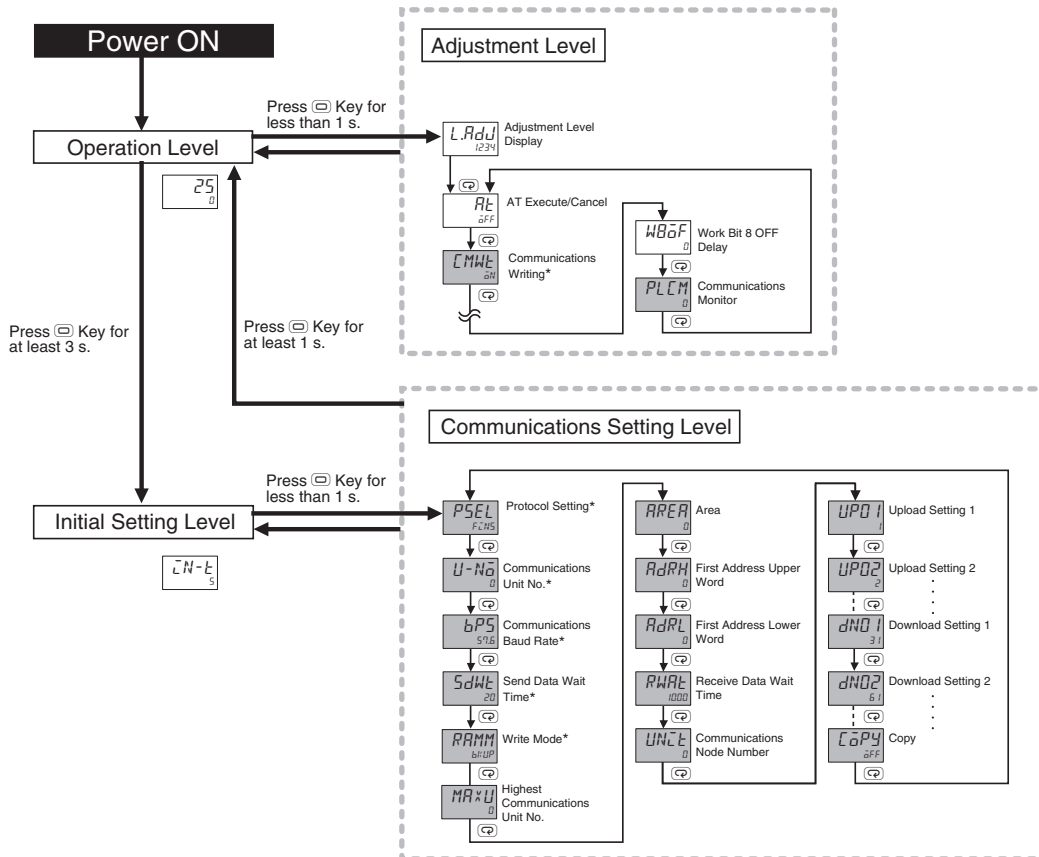 Power ON
Adjustment Level
Press Key for
less than 1 s.
Operation Level
25
0
L.AdJ
1234
Adjustment Level
Display
At
oFF
AT Execute/Cancel
CMWt
oN
Communications
Writing*
W8oF
0
Work Bit 8 OFF
Delay
PLCM
0
Communications
Monitor
Press Key for
at least 3 s.
Press Key for
at least 1 s.
Communications Setting Level
Press Key for
less than 1 s.
Initial Setting Level
iN-t
5
PSEL
FiNS
Protocol Setting*
U-No
0
Communications
Unit No.*
bPS
57.6
Communications
Baud Rate*
SdWt
20
Send Data Wait
Time*
RAMM
bKUP
Write Mode*
MAXU
0
Highest
Communications
Unit No.
AREA
0
Area
AdRH
0
First Address Upper
Word
AdRL
0
First Address Lower
Word
RWAt
1000
Receive Data Wait
Time
UNit
0
Communications
Node Number
UP01
1
Upload Setting 1
UP02
2
Upload Setting 2
dN01
31
Download Setting 1
dN02
61
Download Setting 2
CoPY
oFF
Copy